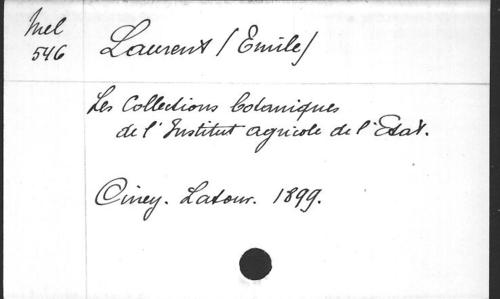 Mel
546
Laurent (Emile)
Les Collections botaniques
de l'Institut agricole de l'Etat.
Ciney. Latour. 1899.